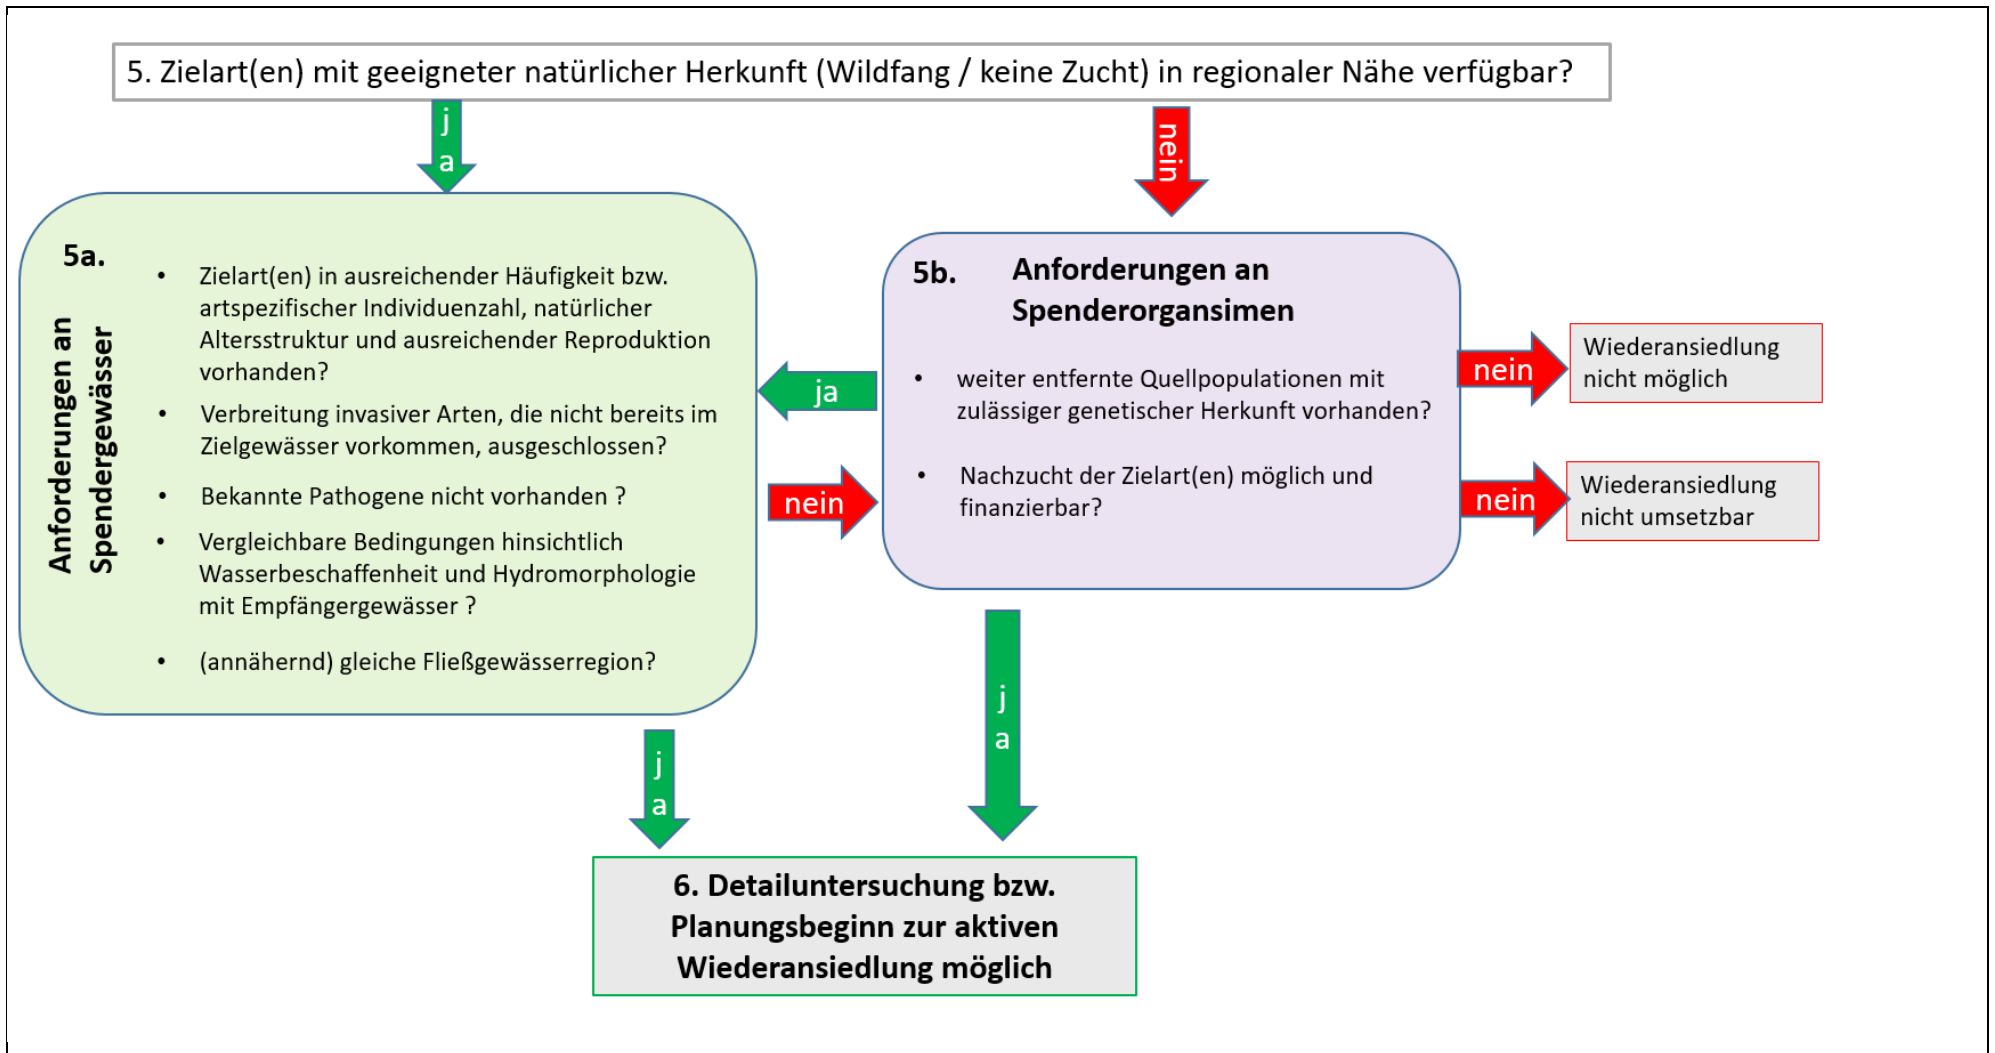 5. Zielart(en) mit geeigneter natürlicher Herkunft (Wildfang / keine Zucht) in regionaler Nähe verfügbar?
j
a
nein
5a.
Anforderungen an
Spendergewässer
• Zielart(en) in ausreichender Häufigkeit bzw.
artspezifischer Individuenzahl, natürlicher
Altersstruktur und ausreichender Reproduktion
vorhanden?
• Verbreitung invasiver Arten, die nicht bereits im
Zielgewässer vorkommen, ausgeschlossen?
• Bekannte Pathogene nicht vorhanden ?
• Vergleichbare Bedingungen hinsichtlich
Wasserbeschaffenheit und Hydromorphologie
mit Empfängergewässer ?
• (annähernd) gleiche Fließgewässerregion?
ja
nein
5b. Anforderungen an
Spenderorgansimen
• weiter entfernte Quellpopulationen mit
zulässiger genetischer Herkunft vorhanden?
• Nachzucht der Zielart(en) möglich und
finanzierbar?
nein
Wiederansiedlung
nicht möglich
nein
Wiederansiedlung
nicht umsetzbar
j
a
j
a
6. Detailuntersuchung bzw.
Planungsbeginn zur aktiven
Wiederansiedlung möglich